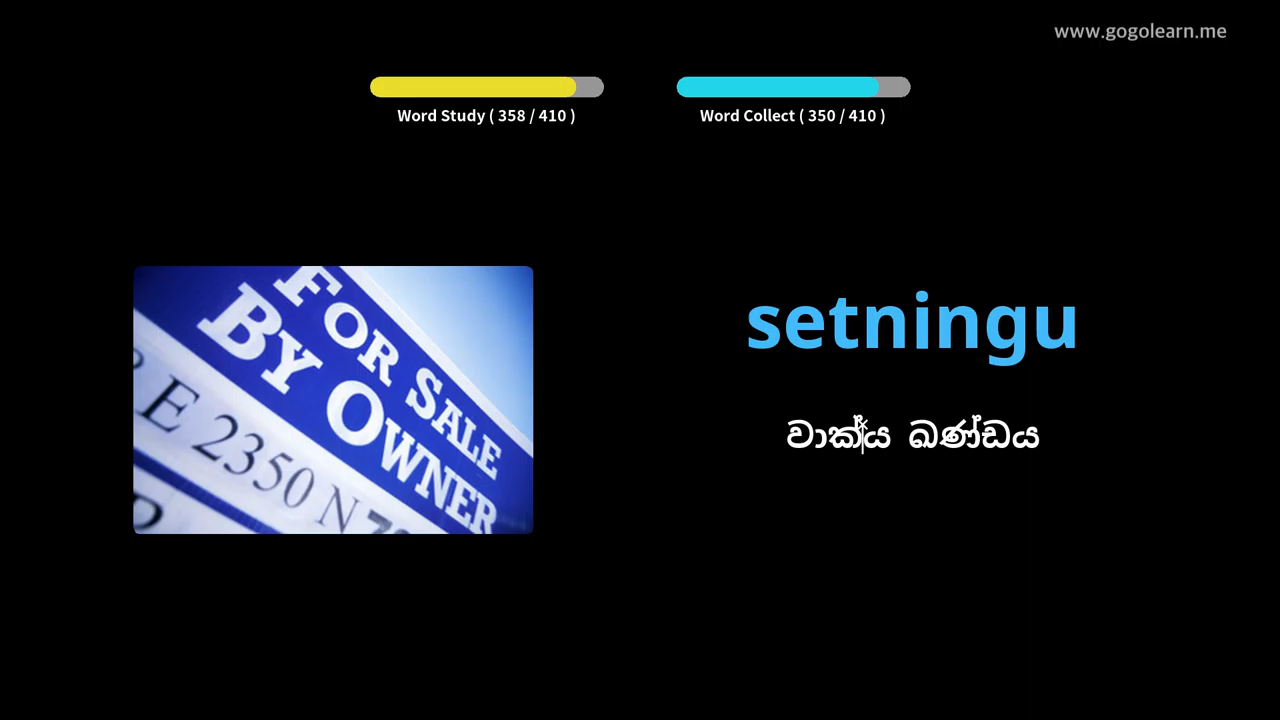 www.gogolearn.me
Word Study ( 358 / 410 )
Word Collect ( 350 / 410 )
FOR SALE
BY OWNER
E 2350 N
setningu
වාක්‍ය ඛණ්ඩය